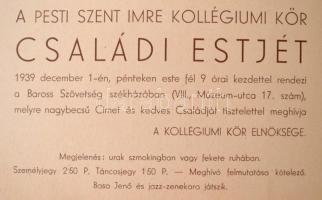 A PESTI SZENT IMRE KOLLÉGIUMI KÖR
CSALÁDI ESTJÉT
1939 december 1-én, pénteken este fél 9 órai kezdettel rendezi
a Baross Szövetség székházában (VIII., Múzeum-utca 17. szám),
melyre nagybecsű Címet és kedves Családját tisztelettel meghívja
A KOLLÉGIUMI KÖR ELNÖKSÉGE.
Megjelenés: urak szmokingban vagy fekete ruhában.
Személyjegy 2·50 P, Táncosjegy 1·50 P. — Meghívó felmutatása kötelező.
Bosa Jenő és jazz-zenekara játszik.